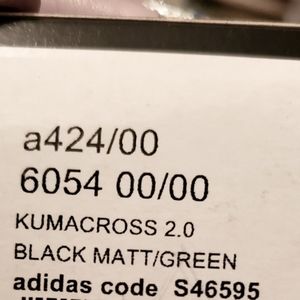 a424/00
6054 00/00
KUMACROSS 2.0
BLACK MATT/GREEN
adidas code S46595